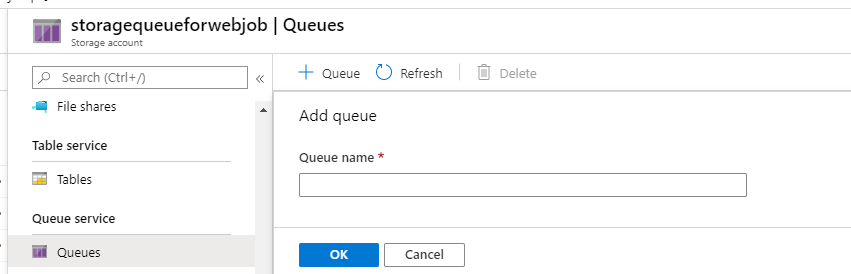 storagequeueforwebjob | Queues
Storage account
Search (Ctrl+/)
«
File shares
Table service
Tables
Queue service
Queues
+ Queue Refresh Delete
Add queue
Queue name *
OK Cancel